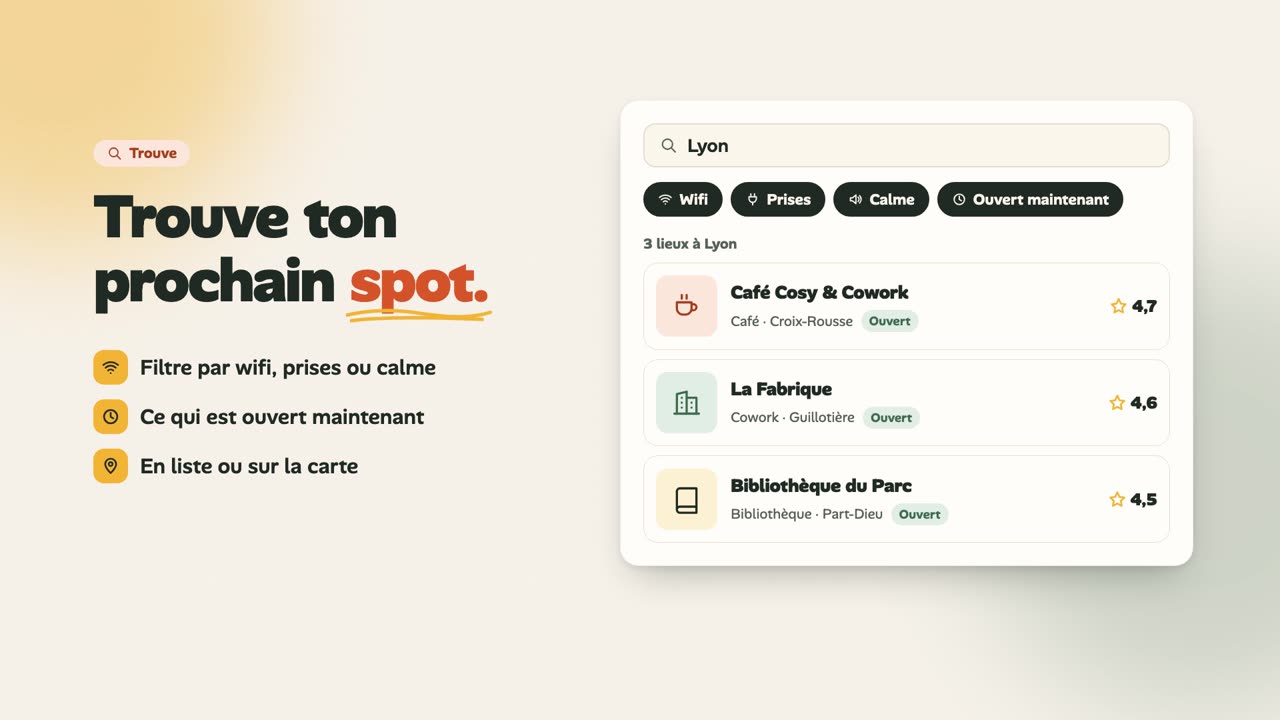 Trouve
Trouve ton
prochain spot.
Filtre par wifi, prises ou calme
Ce qui est ouvert maintenant
En liste ou sur la carte
Lyon
Wifi
Prises
Calme
Ouvert maintenant
3 lieux à Lyon
Café Cosy & Cowork
Café · Croix-Rousse Ouvert
4,7
La Fabrique
Cowork · Guillotière Ouvert
4,6
Bibliothèque du Parc
Bibliothèque · Part-Dieu Ouvert
4,5